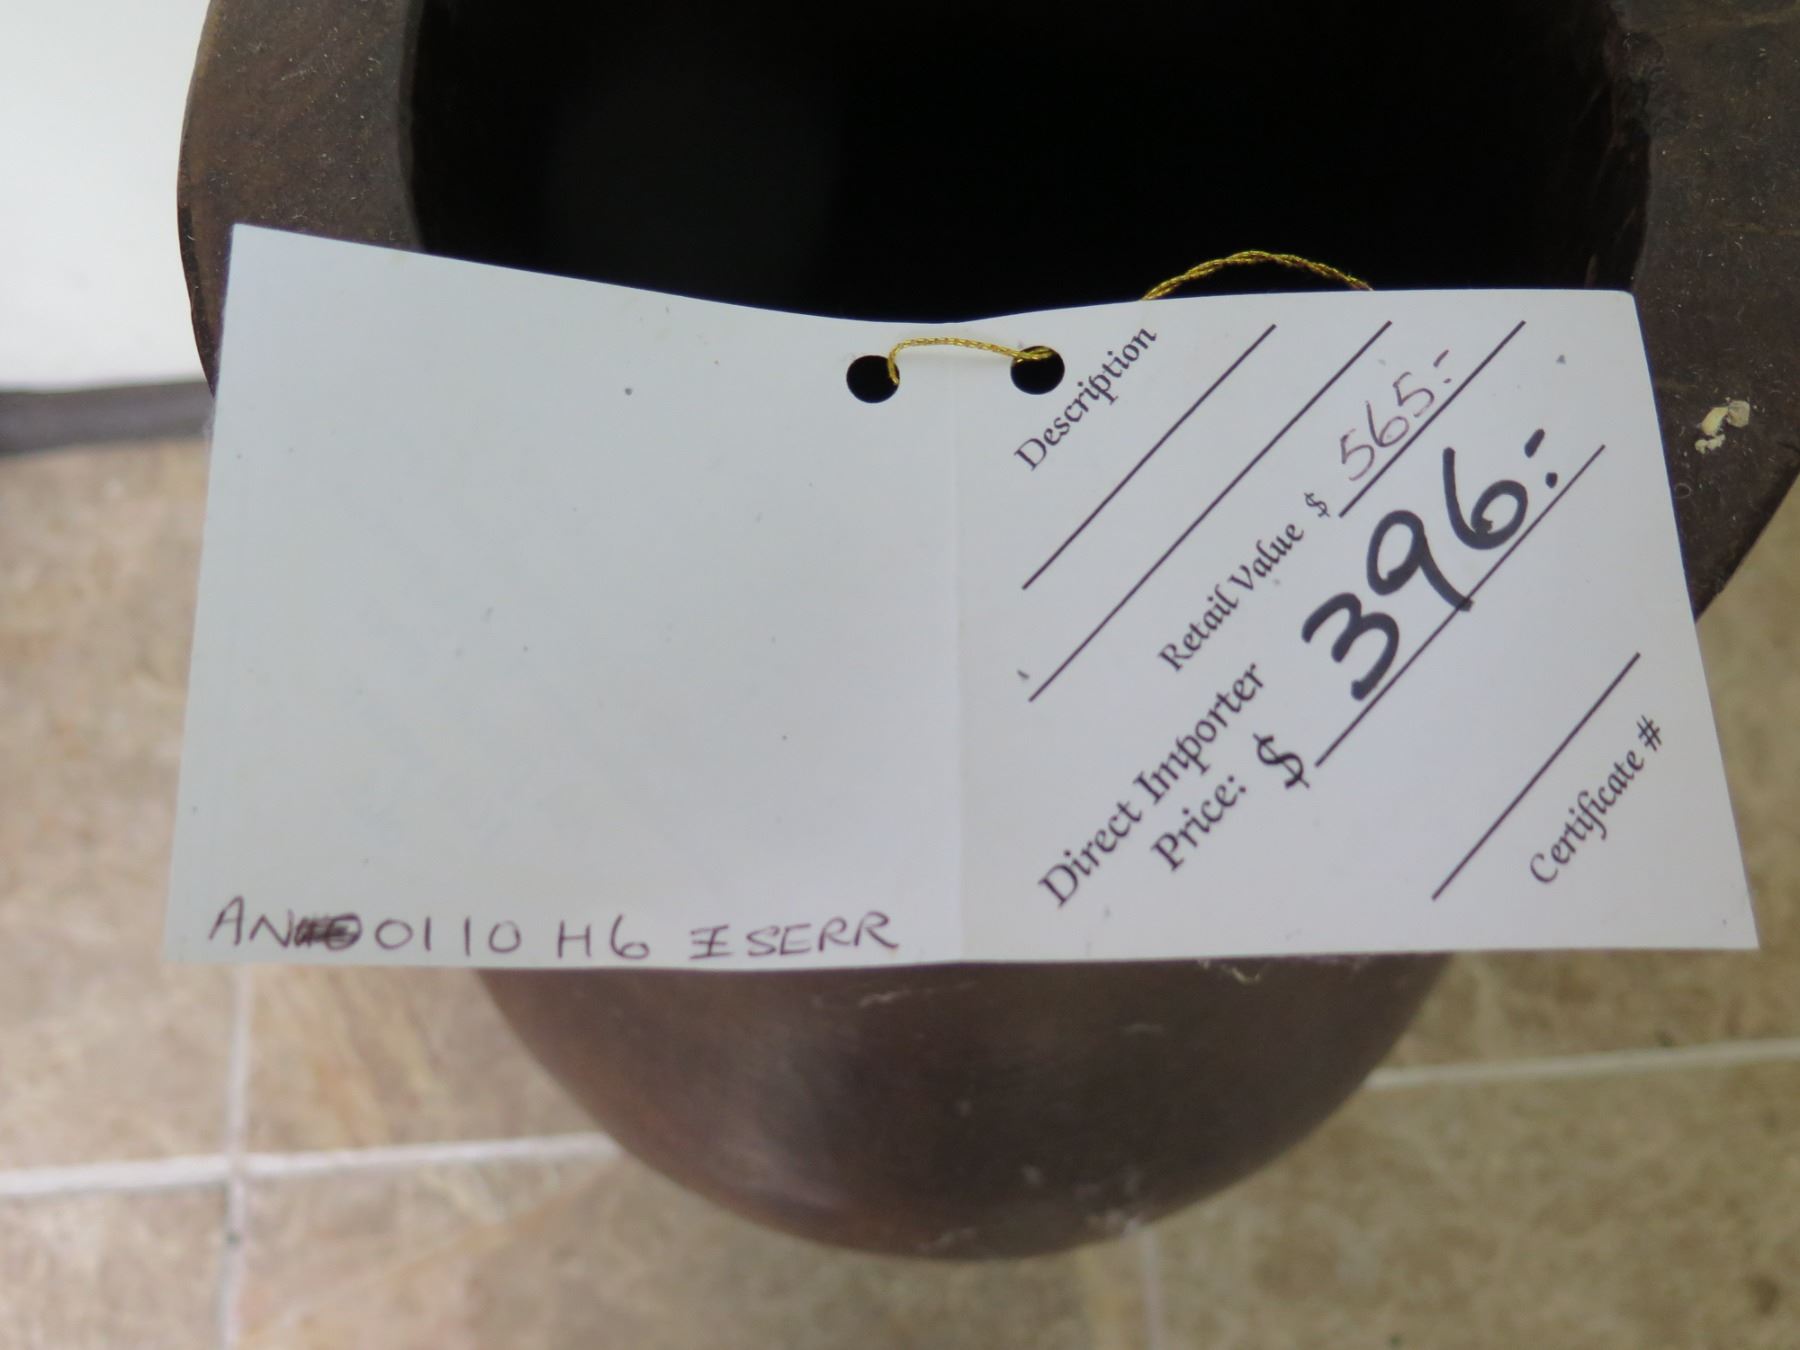 AN 0110 H6 ISERR
Description
Retail Value $ 565.-
Direct Importer
Price: $ 396.-
Certificate #